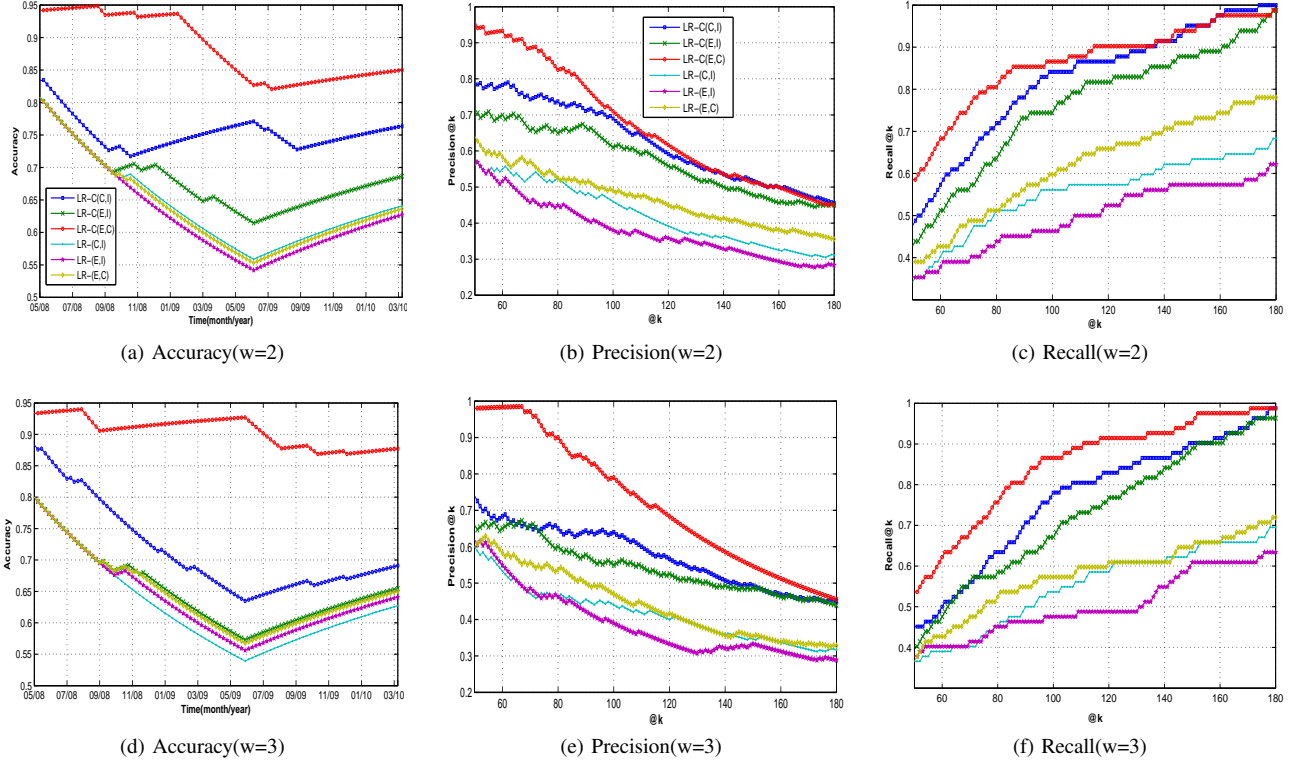 0.95
0.9
0.85
0.8
0.75
0.7
0.65
0.6
0.55
0.5
Accuracy
LR−C(C,I)
LR−C(E,I)
LR−C(E,C)
LR−(C,I)
LR−(E,I)
LR−(E,C)
05/08 07/08 09/08 11/08 01/09 03/09 05/09 07/09 09/09 11/09 01/10 03/10
Time(month/year)
(a) Accuracy(w=2)
1
0.9
0.8
0.7
0.6
0.5
0.4
0.3
0.2
Precision@k
LR−C(C,I)
LR−C(E,I)
LR−C(E,C)
LR−(C,I)
LR−(E,I)
LR−(E,C)
60 80 100 120 140 160 180
@k
(b) Precision(w=2)
1
0.9
0.8
0.7
0.6
0.5
0.4
Recall@k
60 80 100 120 140 160 180
@k
(c) Recall(w=2)
0.95
0.9
0.85
0.8
0.75
0.7
0.65
0.6
0.55
0.5
Accuracy
05/08 07/08 09/08 11/08 01/09 03/09 05/09 07/09 09/09 11/09 01/10 03/10
Time(month/year)
(d) Accuracy(w=3)
1
0.9
0.8
0.7
0.6
0.5
0.4
0.3
0.2
Precision@k
60 80 100 120 140 160 180
@k
(e) Precision(w=3)
1
0.9
0.8
0.7
0.6
0.5
0.4
Recall@k
60 80 100 120 140 160 180
@k
(f) Recall(w=3)